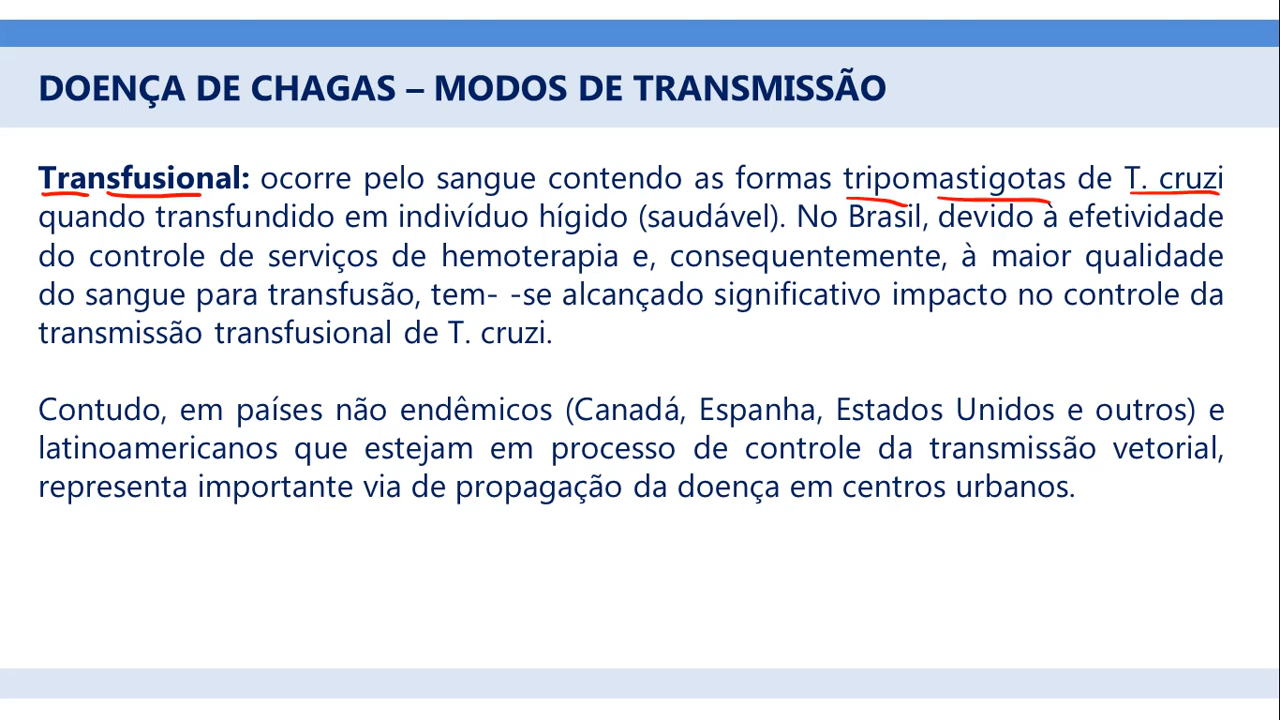 DOENÇA DE CHAGAS – MODOS DE TRANSMISSÃO
Transfusional: ocorre pelo sangue contendo as formas tripomastigotas de T. cruzi
quando transfundido em indivíduo hígido (saudável). No Brasil, devido à efetividade
do controle de serviços de hemoterapia e, consequentemente, à maior qualidade
do sangue para transfusão, tem- -se alcançado significativo impacto no controle da
transmissão transfusional de T. cruzi.
Contudo, em países não endêmicos (Canadá, Espanha, Estados Unidos e outros) e
latinoamericanos que estejam em processo de controle da transmissão vetorial,
representa importante via de propagação da doença em centros urbanos.